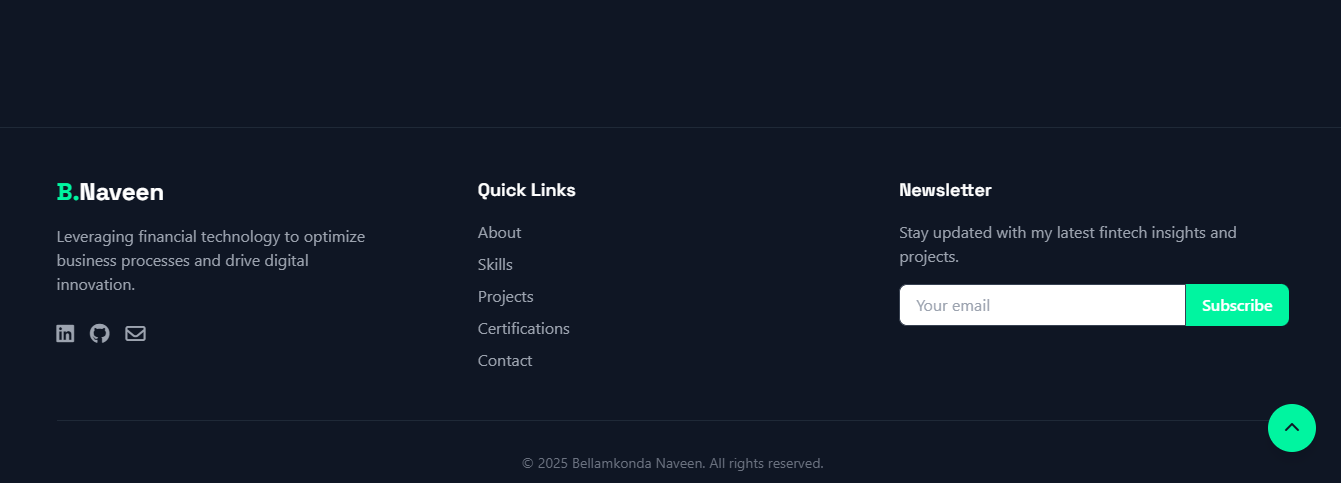 B.Naveen
Leveraging financial technology to optimize
business processes and drive digital
innovation.
Quick Links
About
Skills
Projects
Certifications
Contact
Newsletter
Stay updated with my latest fintech insights and
projects.
Your email
Subscribe
© 2025 Bellamkonda Naveen. All rights reserved.